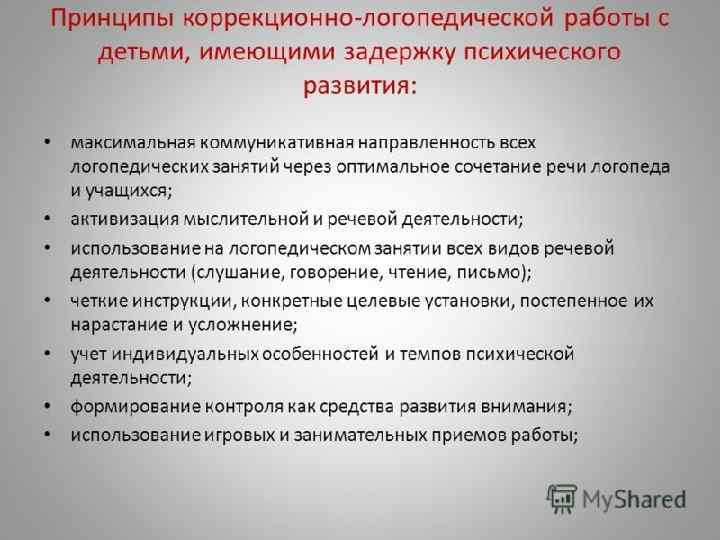 Принципы коррекционно-логопедической работы с
детьми, имеющими задержку психического
развития:
• максимальная коммуникативная направленность всех
логопедических занятий через оптимальное сочетание речи логопеда
и учащихся;
• активизация мыслительной и речевой деятельности;
• использование на логопедическом занятии всех видов речевой
деятельности (слушание, говорение, чтение, письмо);
• четкие инструкции, конкретные целевые установки, постепенное их
нарастание и усложнение;
• учет индивидуальных особенностей и темпов психической
деятельности;
• формирование контроля как средства развития внимания;
• использование игровых и занимательных приемов работы;
MyShared